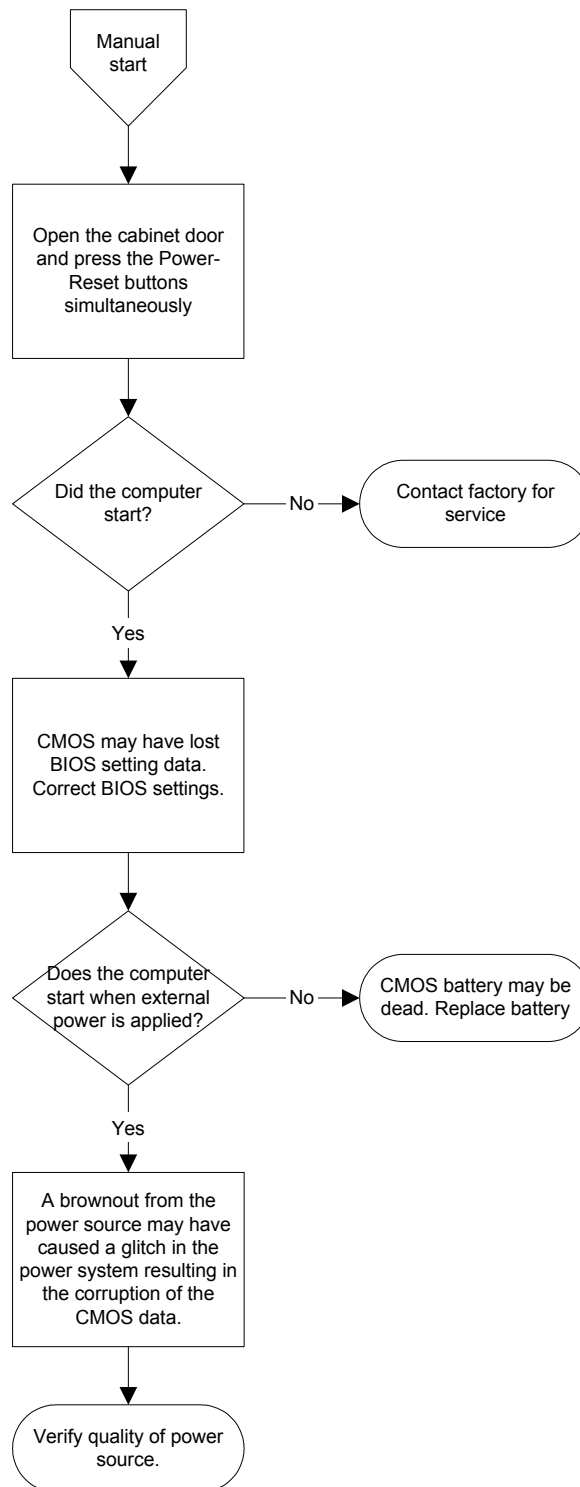 Manual
start
Open the cabinet door
and press the Power-
Reset buttons
simultaneously
Did the computer
start?
No
Contact factory for
service
Yes
CMOS may have lost
BIOS setting data.
Correct BIOS settings.
Does the computer
start when external
power is applied?
No
CMOS battery may be
dead. Replace battery
Yes
A brownout from the
power source may have
caused a glitch in the
power system resulting in
the corruption of the
CMOS data.
Verify quality of power
source.